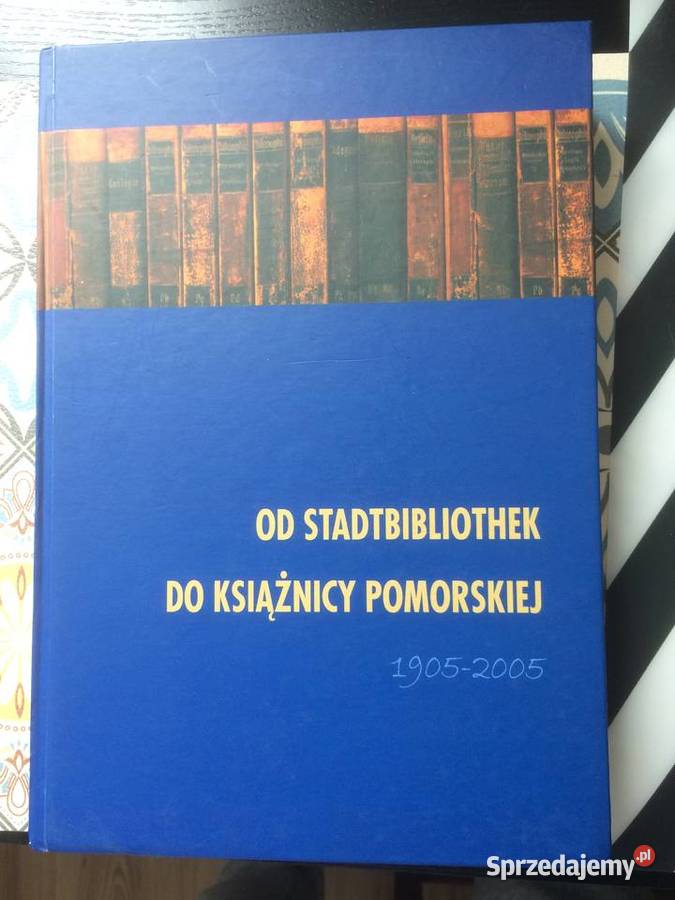 OD STADTBIBLIOTHEK
DO KSIĄŻNICY POMORSKIEJ
1905-2005
Sprzedajemy.pl